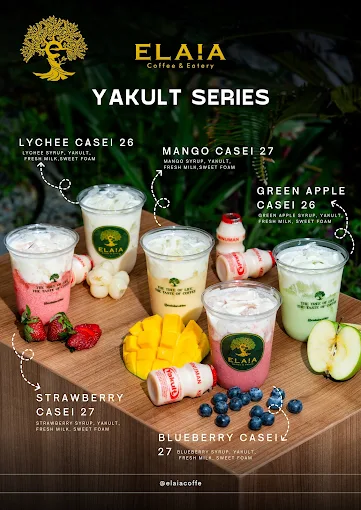 ELA!A
Coffee & Eatery
YAKULT SERIES
LYCHEE CASEI 26
LYCHEE SYRUP, YAKULT,
FRESH MILK,SWEET FOAM
MANGO CASEI 27
MANGO SYRUP, YAKULT,
FRESH MILK,SWEET FOAM
GREEN APPLE
CASEI 26
GREEN APPLE SYRUP, YAKULT,
FRESH MILK,SWEET FOAM
ELAIA
ELAIA
STRAWBERRY
CASEI 27
STRAWBERRY SYRUP, YAKULT,
FRESH MILK, SWEET FOAM
BLUEBERRY CASEI
27 BLUEBERRY SYRUP, YAKULT,
FRESH MILK, SWEET FOAM
@elaiacoffe